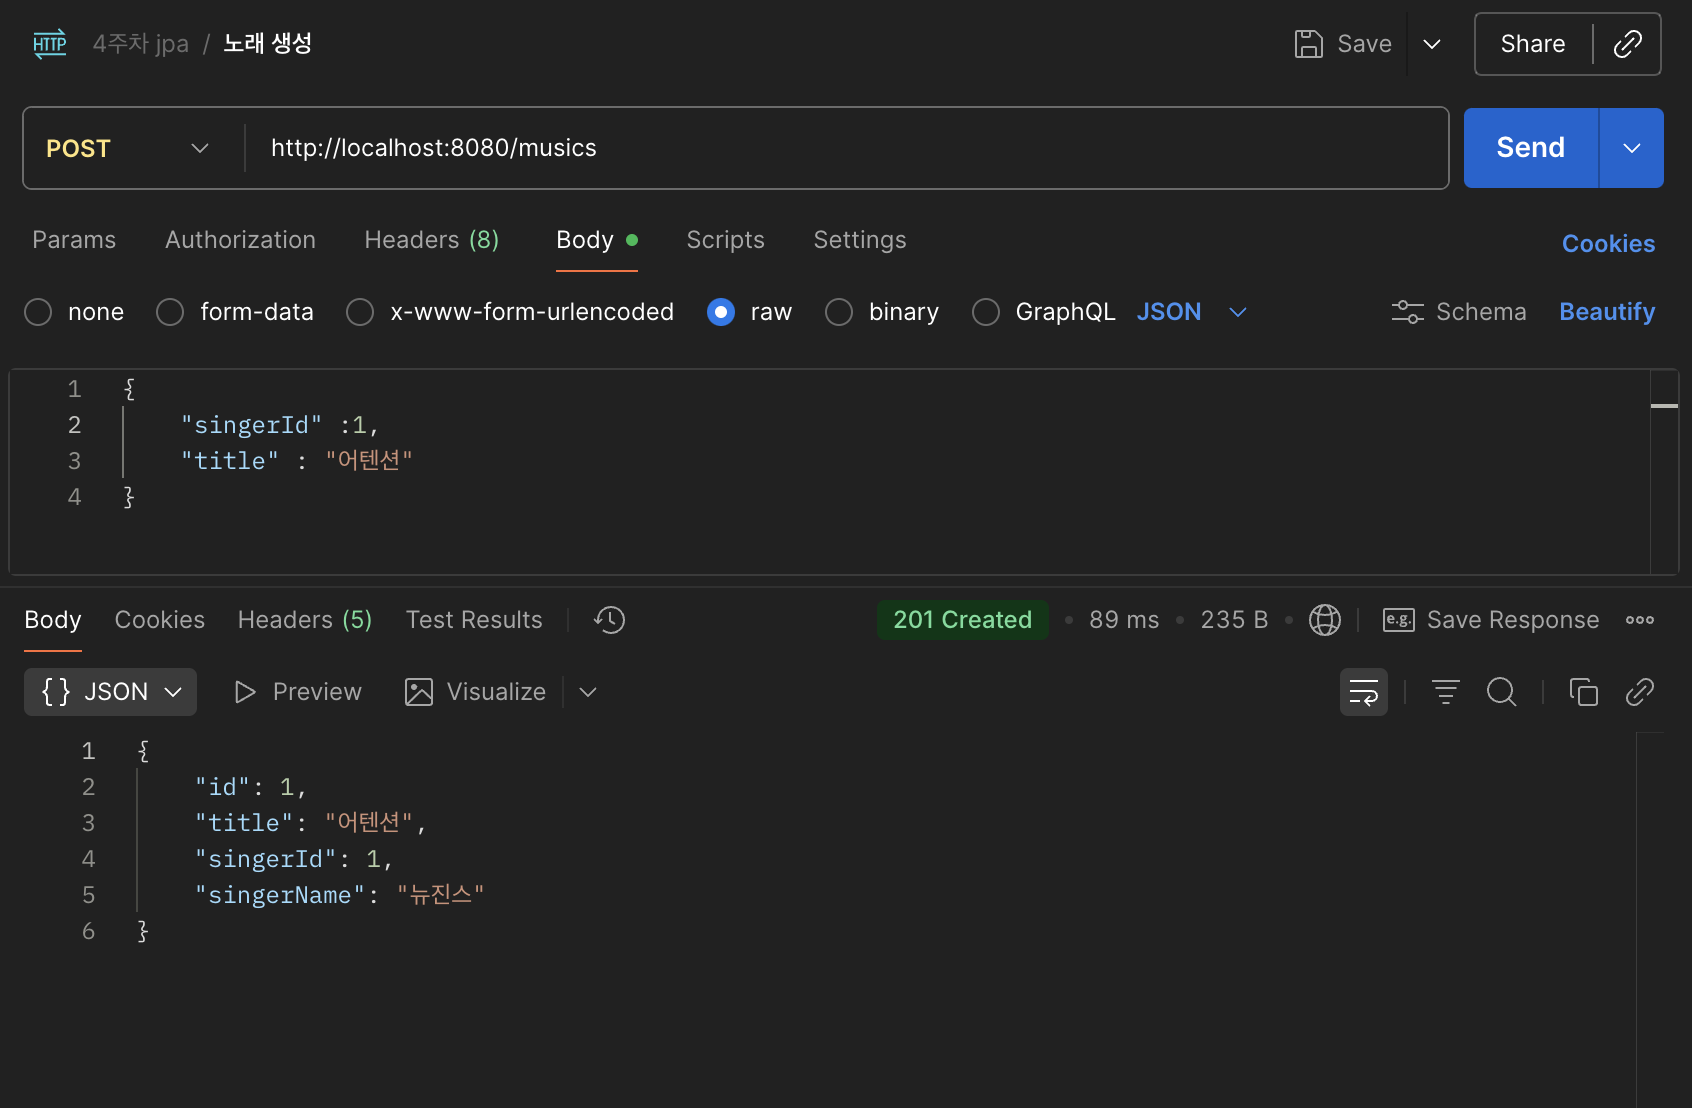 HTTP 4주차 jpa / 노래 생성 Save Share
POST http://localhost:8080/musics Send
Params Authorization Headers (8) Body Scripts Settings Cookies
none form-data x-www-form-urlencoded raw binary GraphQL JSON Schema Beautify
1 {
2 "singerId" :1,
3 "title" : "어텐션"
4 }
Body Cookies Headers (5) Test Results 201 Created • 89 ms • 235 B • e.g. Save Response
{} JSON Preview Visualize
1 {
2 "id": 1,
3 "title": "어텐션",
4 "singerId": 1,
5 "singerName": "뉴진스"
6 }